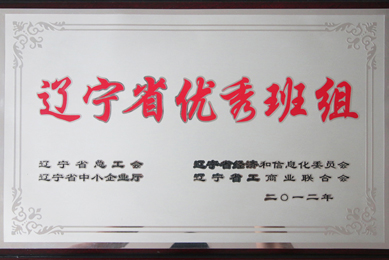 辽宁省优秀班组
辽宁省总工会 辽宁省经济和信息化委员会
辽宁省中小企业厅 辽宁省工商业联合会
二〇一二年